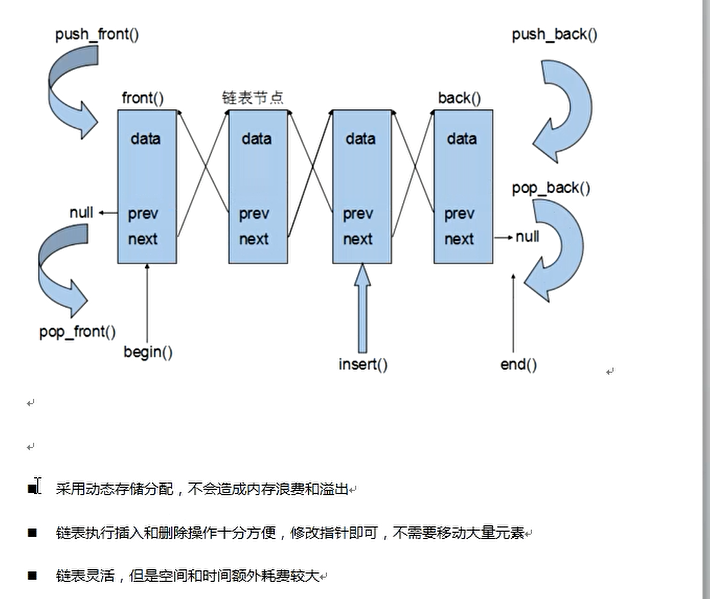 push_front()
push_back()
front()
链表节点
back()
data
data
data
data
pop_back()
null
prev
prev
prev
prev
next
next
next
next
null
pop_front()
begin()
insert()
end()
■ 采用动态存储分配，不会造成内存浪费和溢出
■ 链表执行插入和删除操作十分方便，修改指针即可，不需要移动大量元素
■ 链表灵活，但是空间和时间额外耗费较大